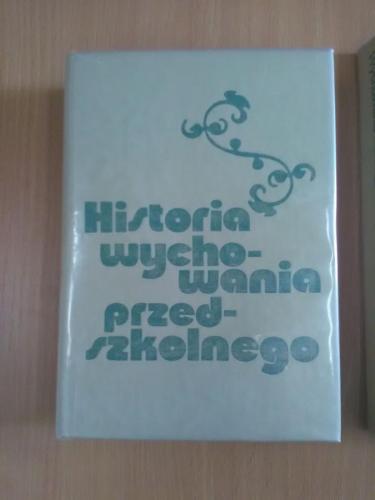 Historia
wycho-
wania
przed-
szkolnego